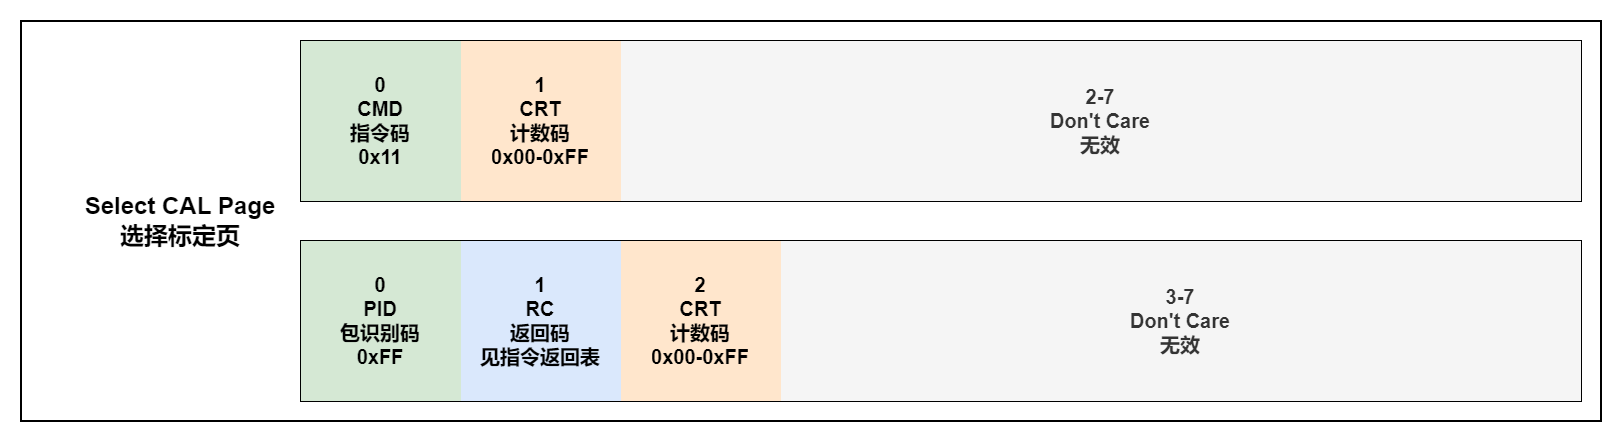 Select CAL Page
选择标定页
0
CMD
指令码
0x11
1
CRT
计数码
0x00-0xFF
2-7
Don't Care
无效
0
PID
包识别码
0xFF
1
RC
返回码
见指令返回表
2
CRT
计数码
0x00-0xFF
3-7
Don't Care
无效